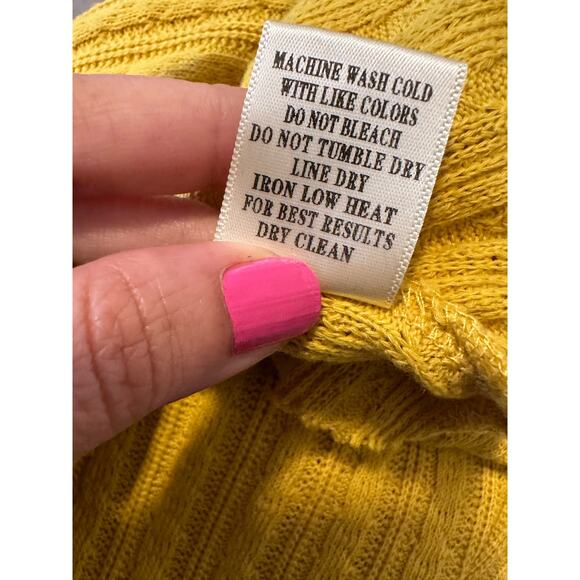 MACHINE WASH COLD
WITH LIKE COLORS
DO NOT BLEACH
DO NOT TUMBLE DRY
LINE DRY
IRON LOW HEAT
FOR BEST RESULTS
DRY CLEAN